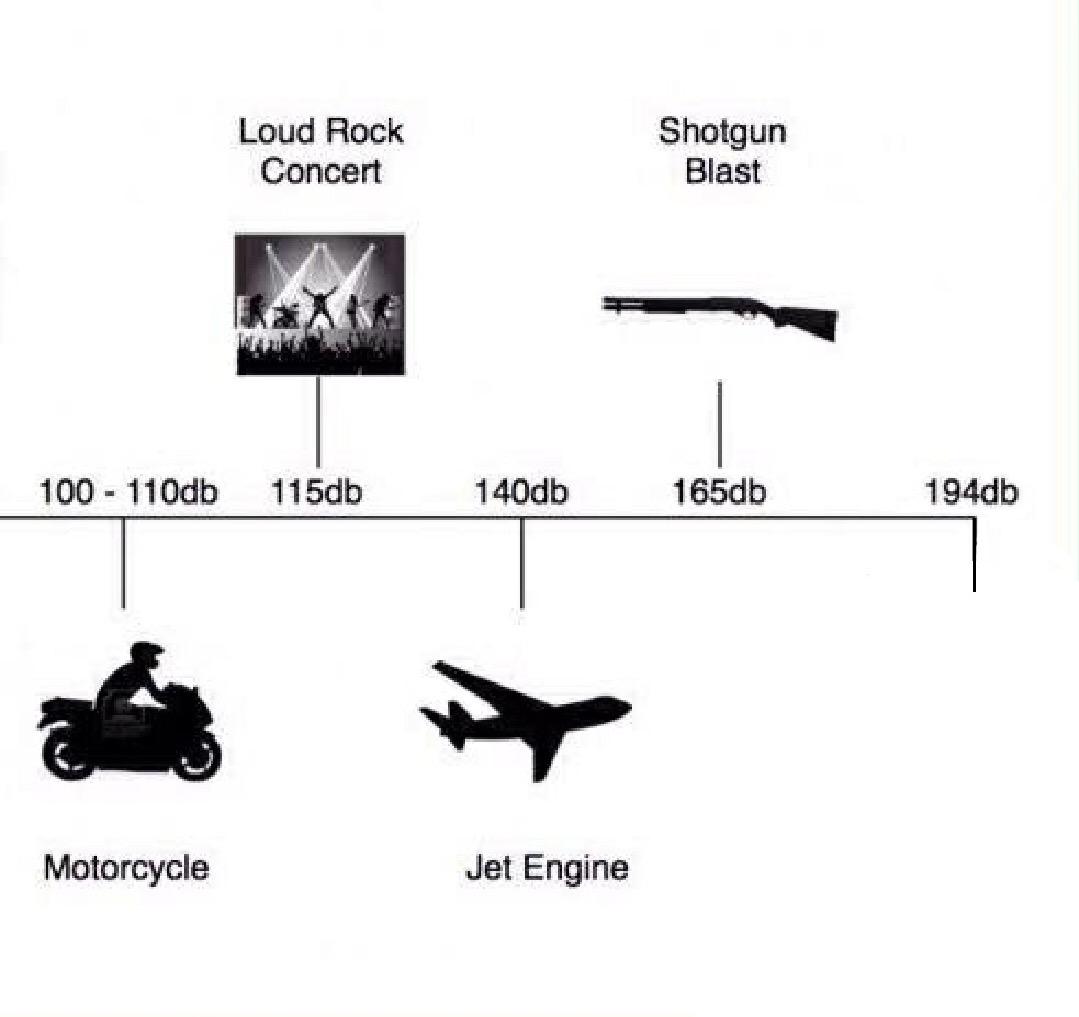 Loud Rock
Concert
Shotgun
Blast
100 - 110db
115db
140db
165db
194db
Motorcycle
Jet Engine